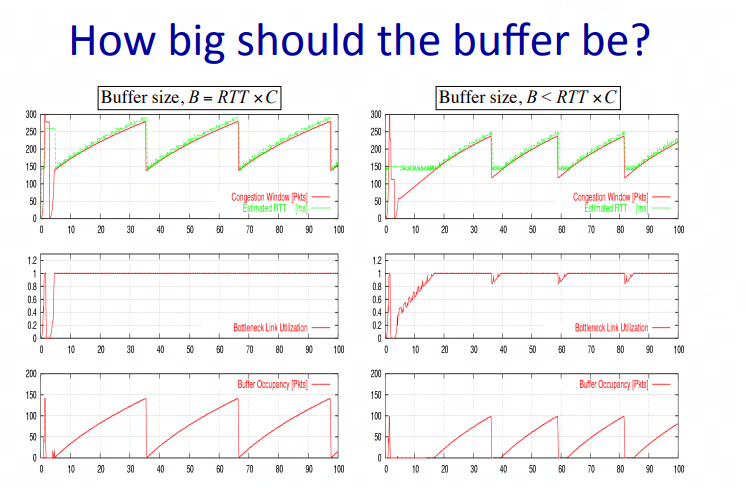 How big should the buffer be?
Buffer size, B = RTT × C
Buffer size, B < RTT × C
300
250
200
150
100
50
0
Congestion Window [Pkts]
Estimated RTT [ms]
0 10 20 30 40 50 60 70 80 90 100
300
250
200
150
100
50
0
Congestion Window [Pkts]
Estimated RTT [ms]
0 10 20 30 40 50 60 70 80 90 100
1.2
1
0.8
0.6
0.4
0.2
0
Bottleneck Link Utilization
0 10 20 30 40 50 60 70 80 90 100
1.2
1
0.8
0.6
0.4
0.2
0
Bottleneck Link Utilization
0 10 20 30 40 50 60 70 80 90 100
200
150
100
50
0
Buffer Occupancy [Pkts]
0 10 20 30 40 50 60 70 80 90 100
200
150
100
50
0
Buffer Occupancy [Pkts]
0 10 20 30 40 50 60 70 80 90 100